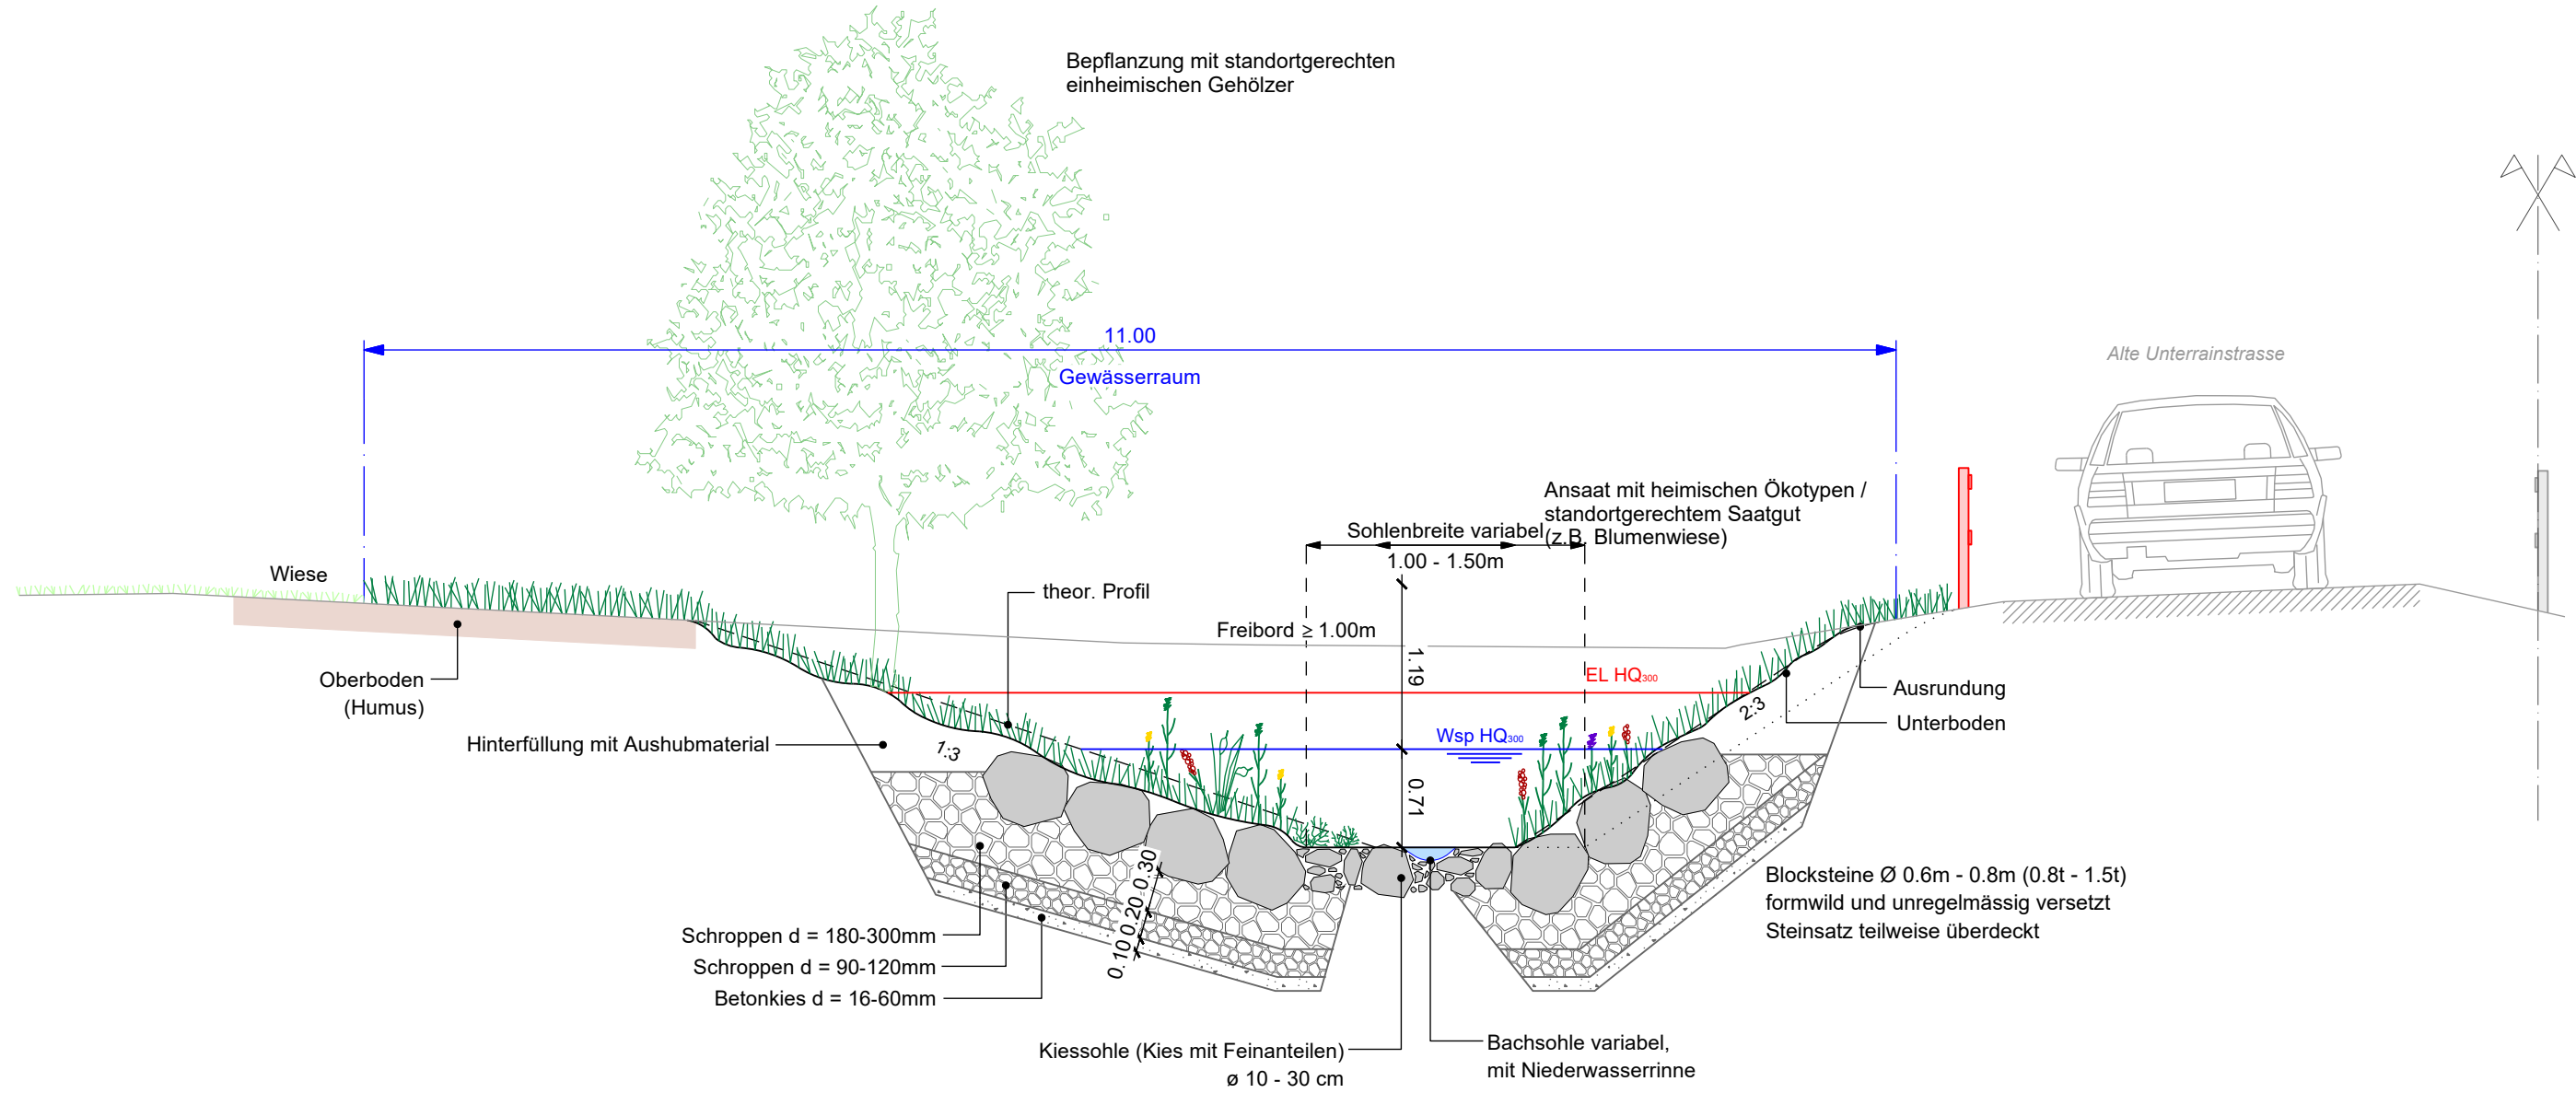 Bepflanzung mit standortgerechten
einheimischen Gehölzer
11.00
Gewässerraum
Alte Unterrainstrasse
Ansaat mit heimischen Ökotypen /
standortgerechtem Saatgut
(z.B. Blumenwiese)
Sohlenbreite variabel
1.00 - 1.50m
Wiese
theor. Profil
Freibord ≥ 1.00m
1.19
EL HQ300
Oberboden
(Humus)
Ausrundung
Unterboden
2:3
Hinterfüllung mit Aushubmaterial
1:3
Wsp HQ300
0.71
0.30
0.20
0.10
Blocksteine Ø 0.6m - 0.8m (0.8t - 1.5t)
formwild und unregelmässig versetzt
Steinsatz teilweise überdeckt
Schroppen d = 180-300mm
Schroppen d = 90-120mm
Betonkies d = 16-60mm
Kiessohle (Kies mit Feinanteilen)
ø 10 - 30 cm
Bachsohle variabel,
mit Niederwasserrinne